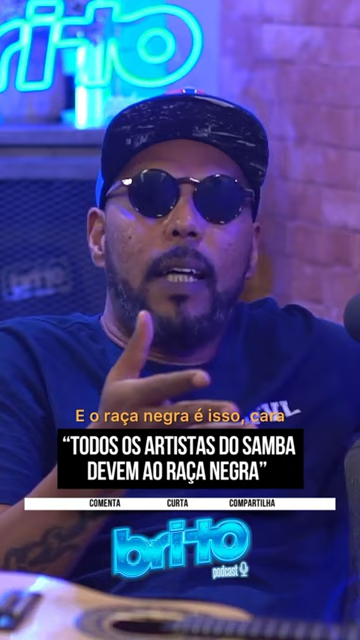 brito
E o raça negra é isso, cara
“TODOS OS ARTISTAS DO SAMBA
DEVEM AO RAÇA NEGRA”
COMENTA CURTA COMPARTILHA
brito
podcast